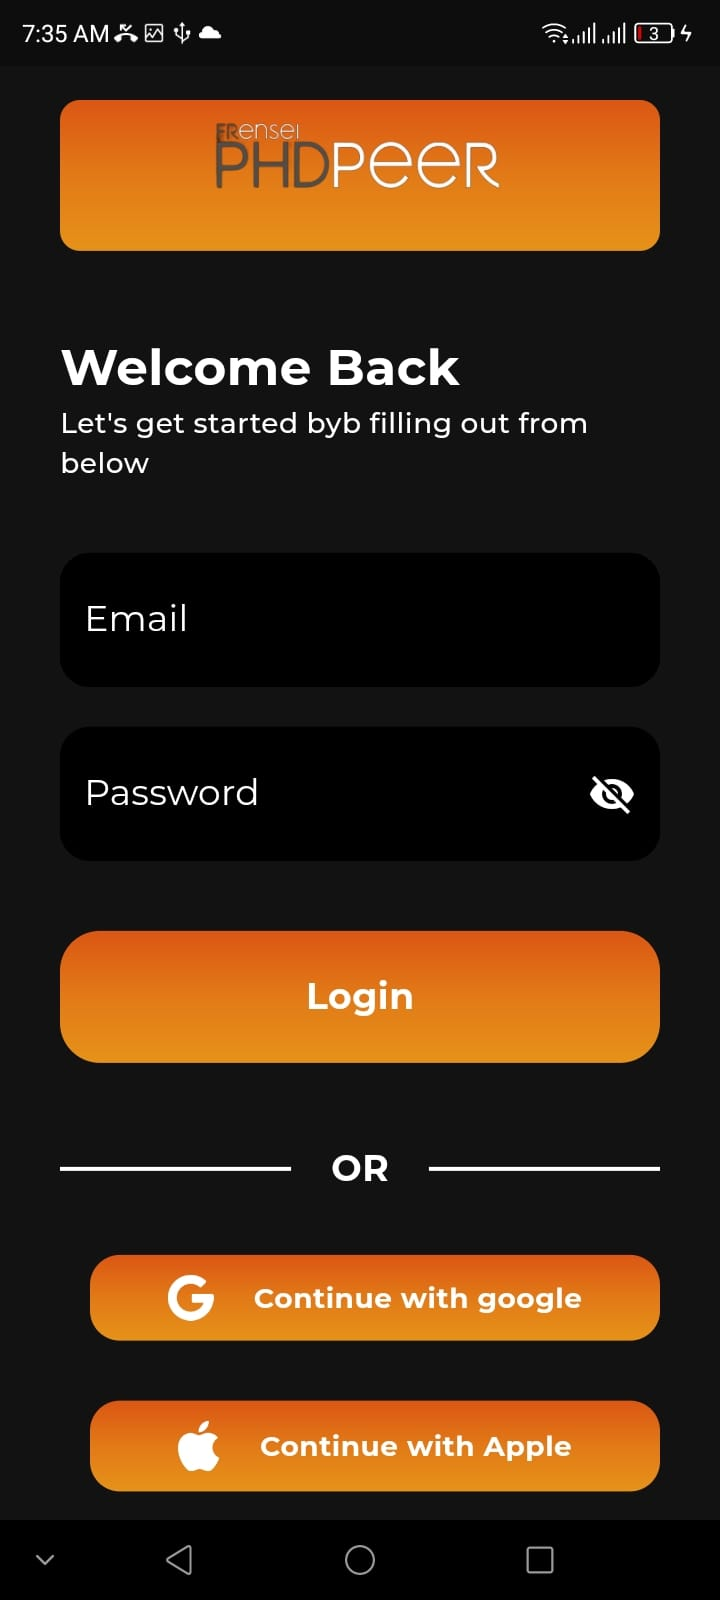 7:35 AM
3
FRensei
PHDPeeR
Welcome Back
Let's get started byb filling out from
below
Email
Password
Login
OR
G
Continue with google
Continue with Apple